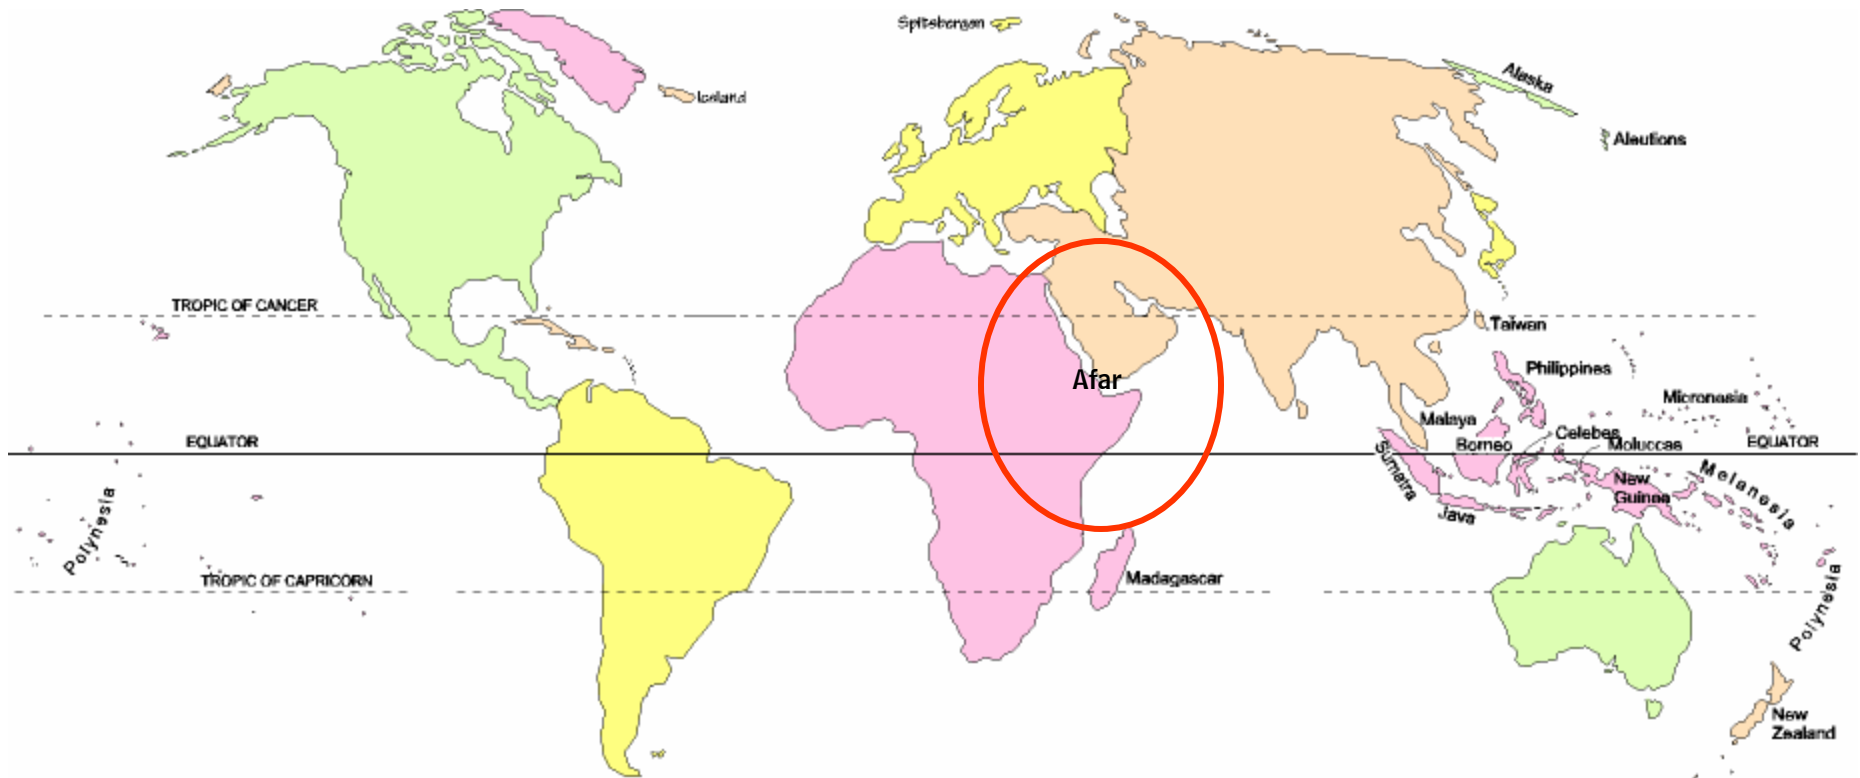 Spitsbergen
Alaska
Iceland
Aleutions
TROPIC OF CANCER
Taiwan
Philippines
Afar
Micronesia
Malaya
Celebes
EQUATOR
Borneo
Moluccas
EQUATOR
Sumatra
Melanesia
New
Guinea
Polynesia
Java
TROPIC OF CAPRICORN
Madagascar
Polynesia
New
Zealand